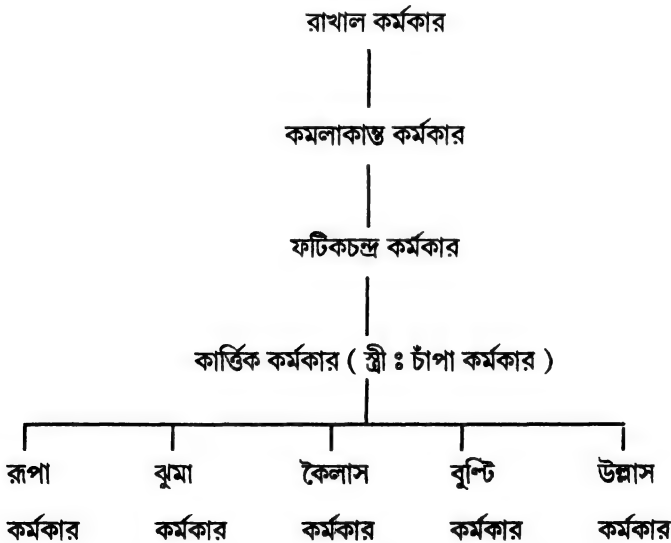 রাখাল কর্মকার
কমলাকান্ত কর্মকার
ফটিকচন্দ্র কর্মকার
কার্ত্তিক কর্মকার ( স্ত্রী ঃ চাঁপা কর্মকার )
রূপা ঝুমা কৈলাস বুল্টি উল্লাস
কর্মকার কর্মকার কর্মকার কর্মকার কর্মকার